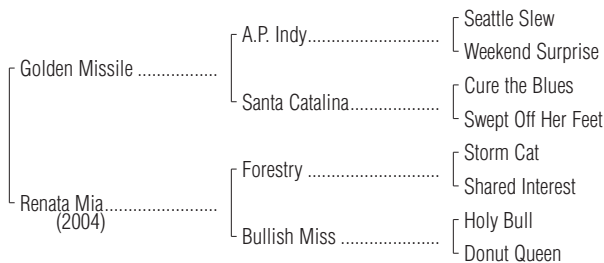 Seattle Slew
A.P. Indy..............................
Weekend Surprise
Golden Missile ..................
Cure the Blues
Santa Catalina.....................
Swept Off Her Feet
Storm Cat
Forestry ..............................
Shared Interest
Renata Mia.........................
(2004)
Holy Bull
Bullish Miss ......................
Donut Queen